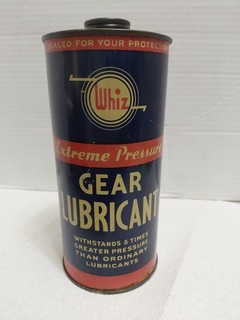 SEALED FOR YOUR PROTECTION
Whiz
Extreme Pressure
GEAR
LUBRICANT
WITHSTANDS 5 TIMES
GREATER PRESSURE
THAN ORDINARY
LUBRICANTS